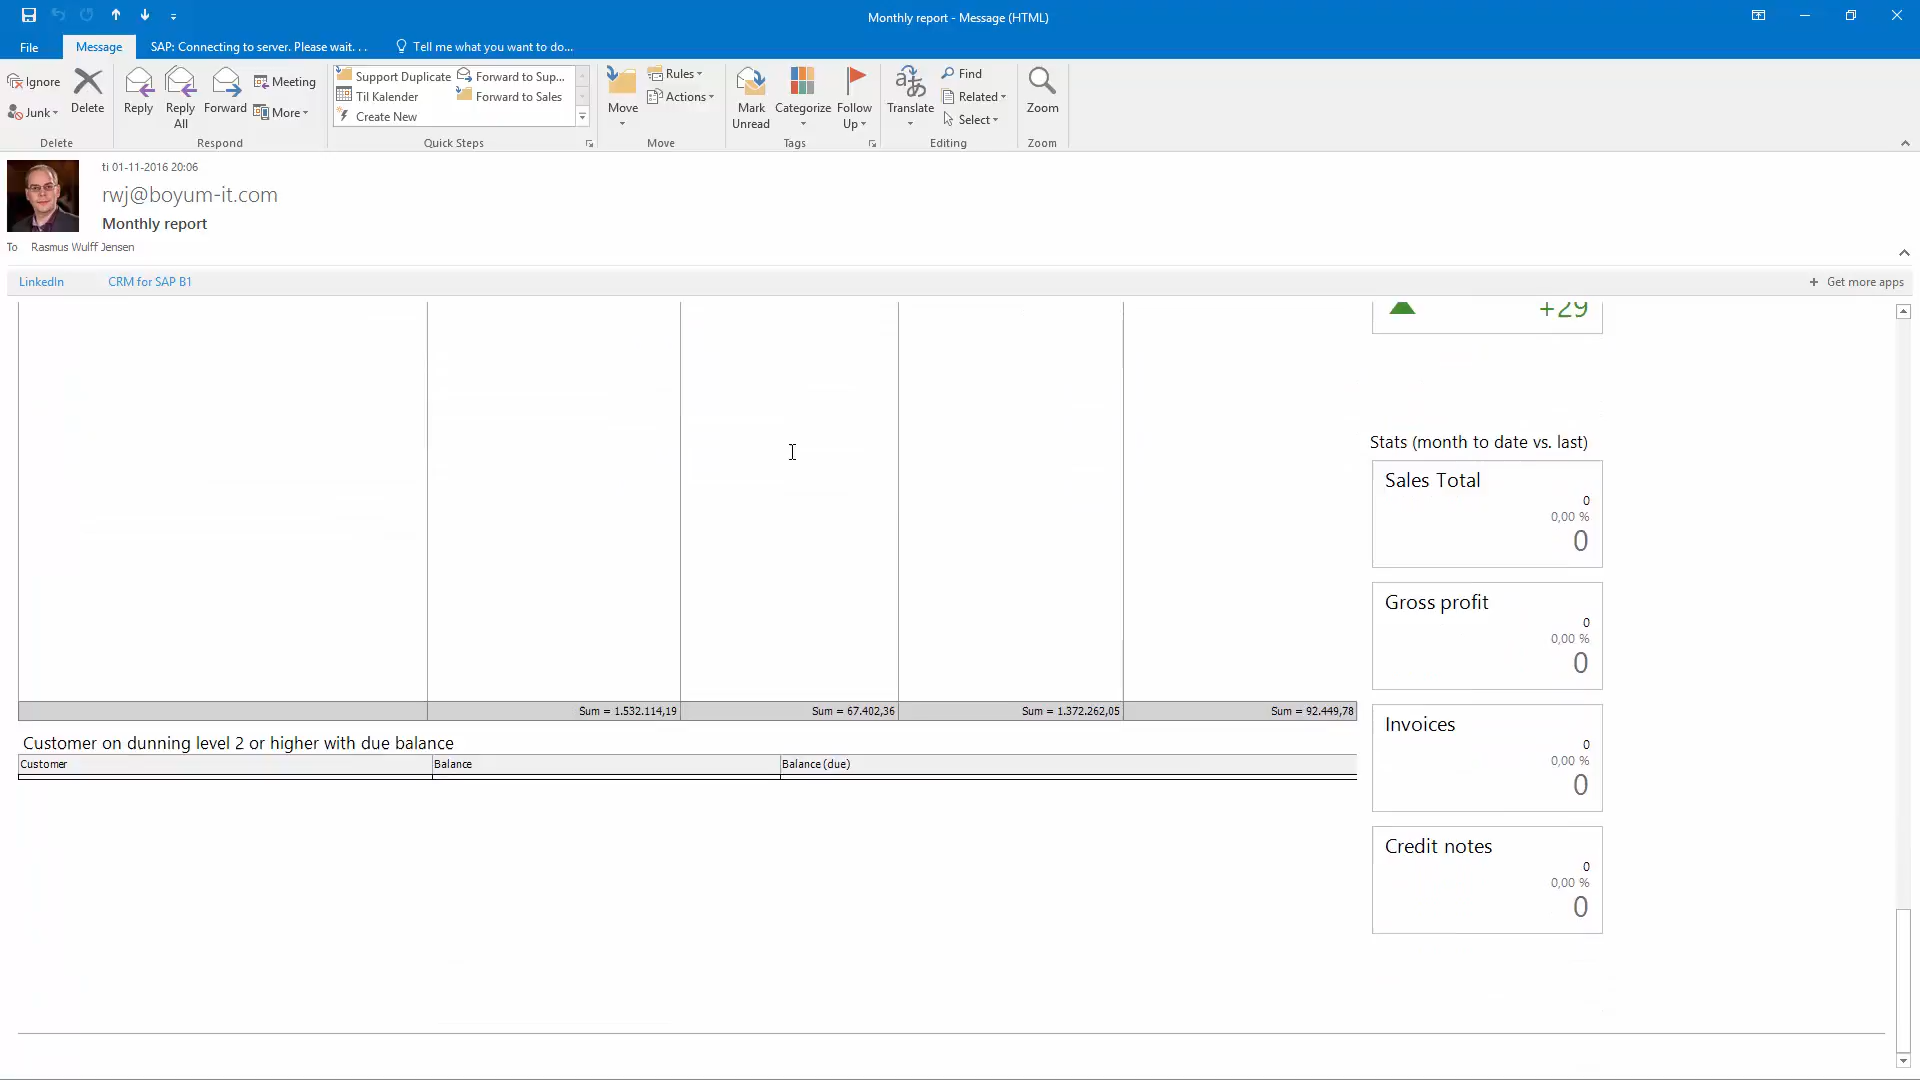 Monthly report - Message (HTML)
File
Message
SAP: Connecting to server. Please wait. . .
Tell me what you want to do...
Ignore
Junk
Delete
Reply
Reply All
Forward
Meeting
More
Support Duplicate
Til Kalender
Create New
Forward to Sup...
Forward to Sales
Move
Rules
Actions
Mark Unread
Categorize
Follow Up
Translate
Find
Related
Select
Zoom
Delete
Respond
Quick Steps
Move
Tags
Editing
Zoom
ti 01-11-2016 20:06
rwj@boyum-it.com
Monthly report
To Rasmus Wulff Jensen
LinkedIn
CRM for SAP B1
+ Get more apps
+29
Stats (month to date vs. last)
Sales Total
0
0,00 %
0
Gross profit
0
0,00 %
0
Invoices
0
0,00 %
0
Credit notes
0
0,00 %
0
Sum = 1.532.114,19
Sum = 67.402,36
Sum = 1.372.262,05
Sum = 92.449,78
Customer on dunning level 2 or higher with due balance
Customer
Balance
Balance (due)